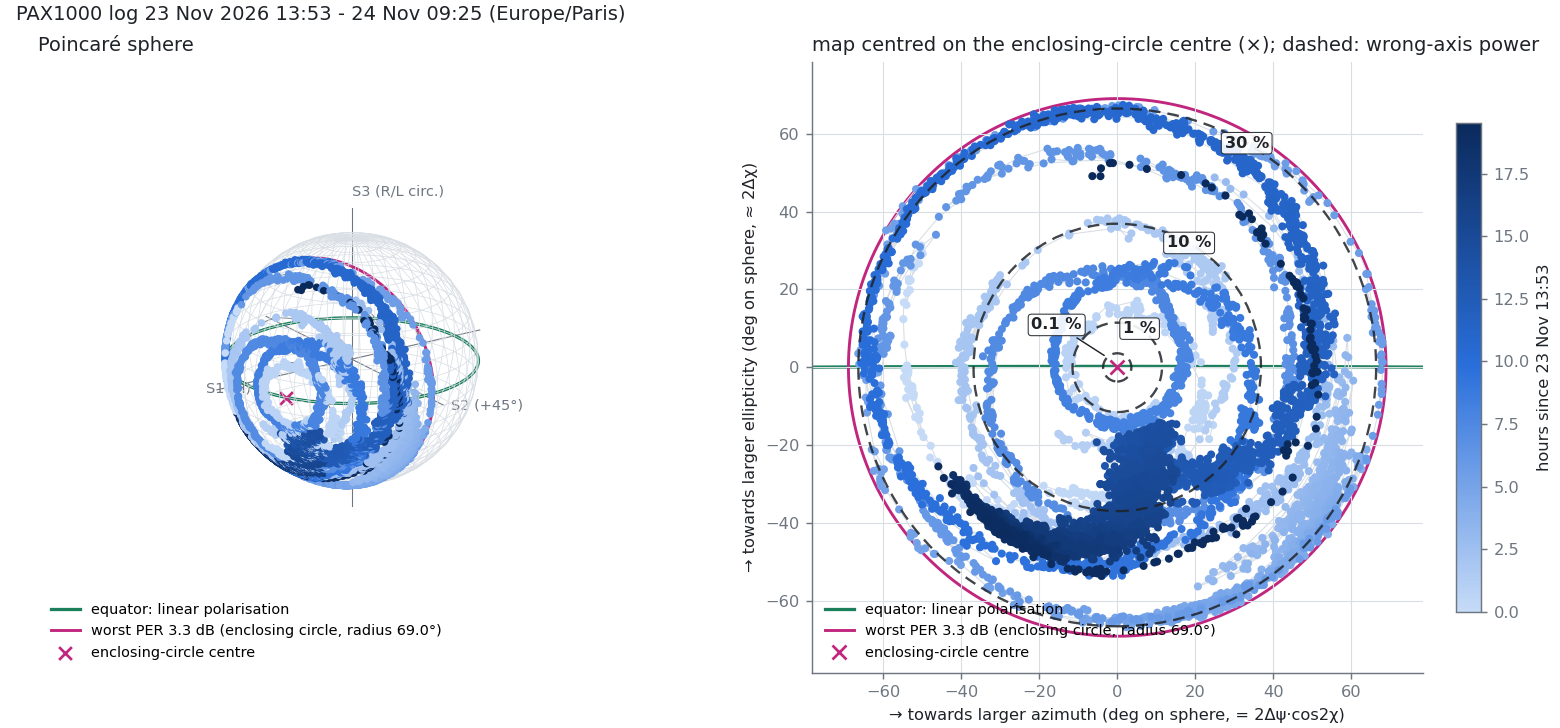 PAX1000 log 23 Nov 2026 13:53 - 24 Nov 09:25 (Europe/Paris)
Poincaré sphere
S3 (R/L circ.)
S1
S2 (+45°)
equator: linear polarisation
worst PER 3.3 dB (enclosing circle, radius 69.0°)
enclosing-circle centre
map centred on the enclosing-circle centre (×); dashed: wrong-axis power
→ towards larger ellipticity (deg on sphere, ≈ 2Δχ)
60
40
20
0
−20
−40
−60
30 %
10 %
0.1 %
1 %
equator: linear polarisation
worst PER 3.3 dB (enclosing circle, radius 69.0°)
enclosing-circle centre
−60 −40 −20 0 20 40 60
→ towards larger azimuth (deg on sphere, = 2Δψ·cos2χ)
17.5
15.0
12.5
10.0
7.5
5.0
2.5
0.0
hours since 23 Nov 13:53